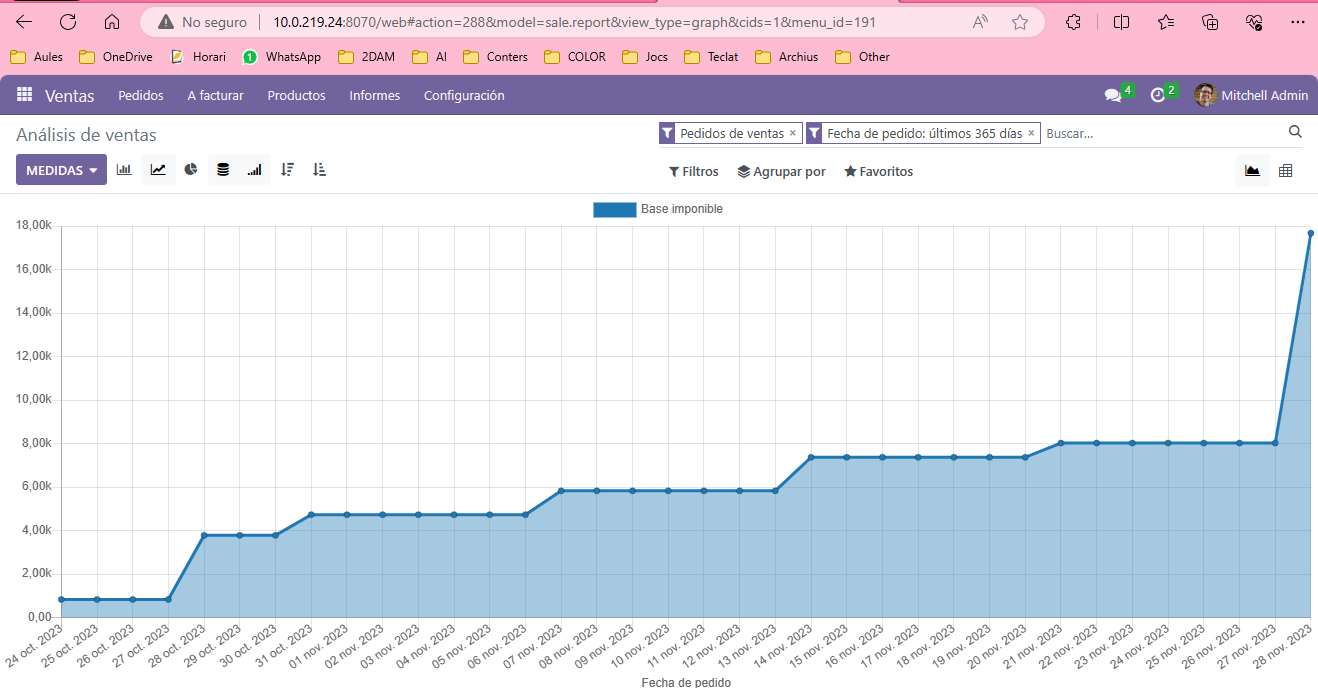 No seguro 10.0.219.24:8070/web#action=288&model=sale.report&view_type=graph&cids=1&menu_id=191
Aules OneDrive Horari 1 WhatsApp 2DAM AI Conters COLOR Jocs Teclat Archius Other
Ventas Pedidos A facturar Productos Informes Configuración 4 2 Mitchell Admin
Análisis de ventas Pedidos de ventas × Fecha de pedido: últimos 365 días × Buscar...
MEDIDAS Filtros Agrupar por Favoritos
Base imponible
18,00k
16,00k
14,00k
12,00k
10,00k
8,00k
6,00k
4,00k
2,00k
0,00
24 oct. 2023
25 oct. 2023
26 oct. 2023
27 oct. 2023
28 oct. 2023
29 oct. 2023
30 oct. 2023
31 oct. 2023
01 nov. 2023
02 nov. 2023
03 nov. 2023
04 nov. 2023
05 nov. 2023
06 nov. 2023
07 nov. 2023
08 nov. 2023
09 nov. 2023
10 nov. 2023
11 nov. 2023
12 nov. 2023
13 nov. 2023
14 nov. 2023
15 nov. 2023
16 nov. 2023
17 nov. 2023
18 nov. 2023
19 nov. 2023
20 nov. 2023
21 nov. 2023
22 nov. 2023
23 nov. 2023
24 nov. 2023
25 nov. 2023
26 nov. 2023
27 nov. 2023
28 nov. 2023
Fecha de pedido